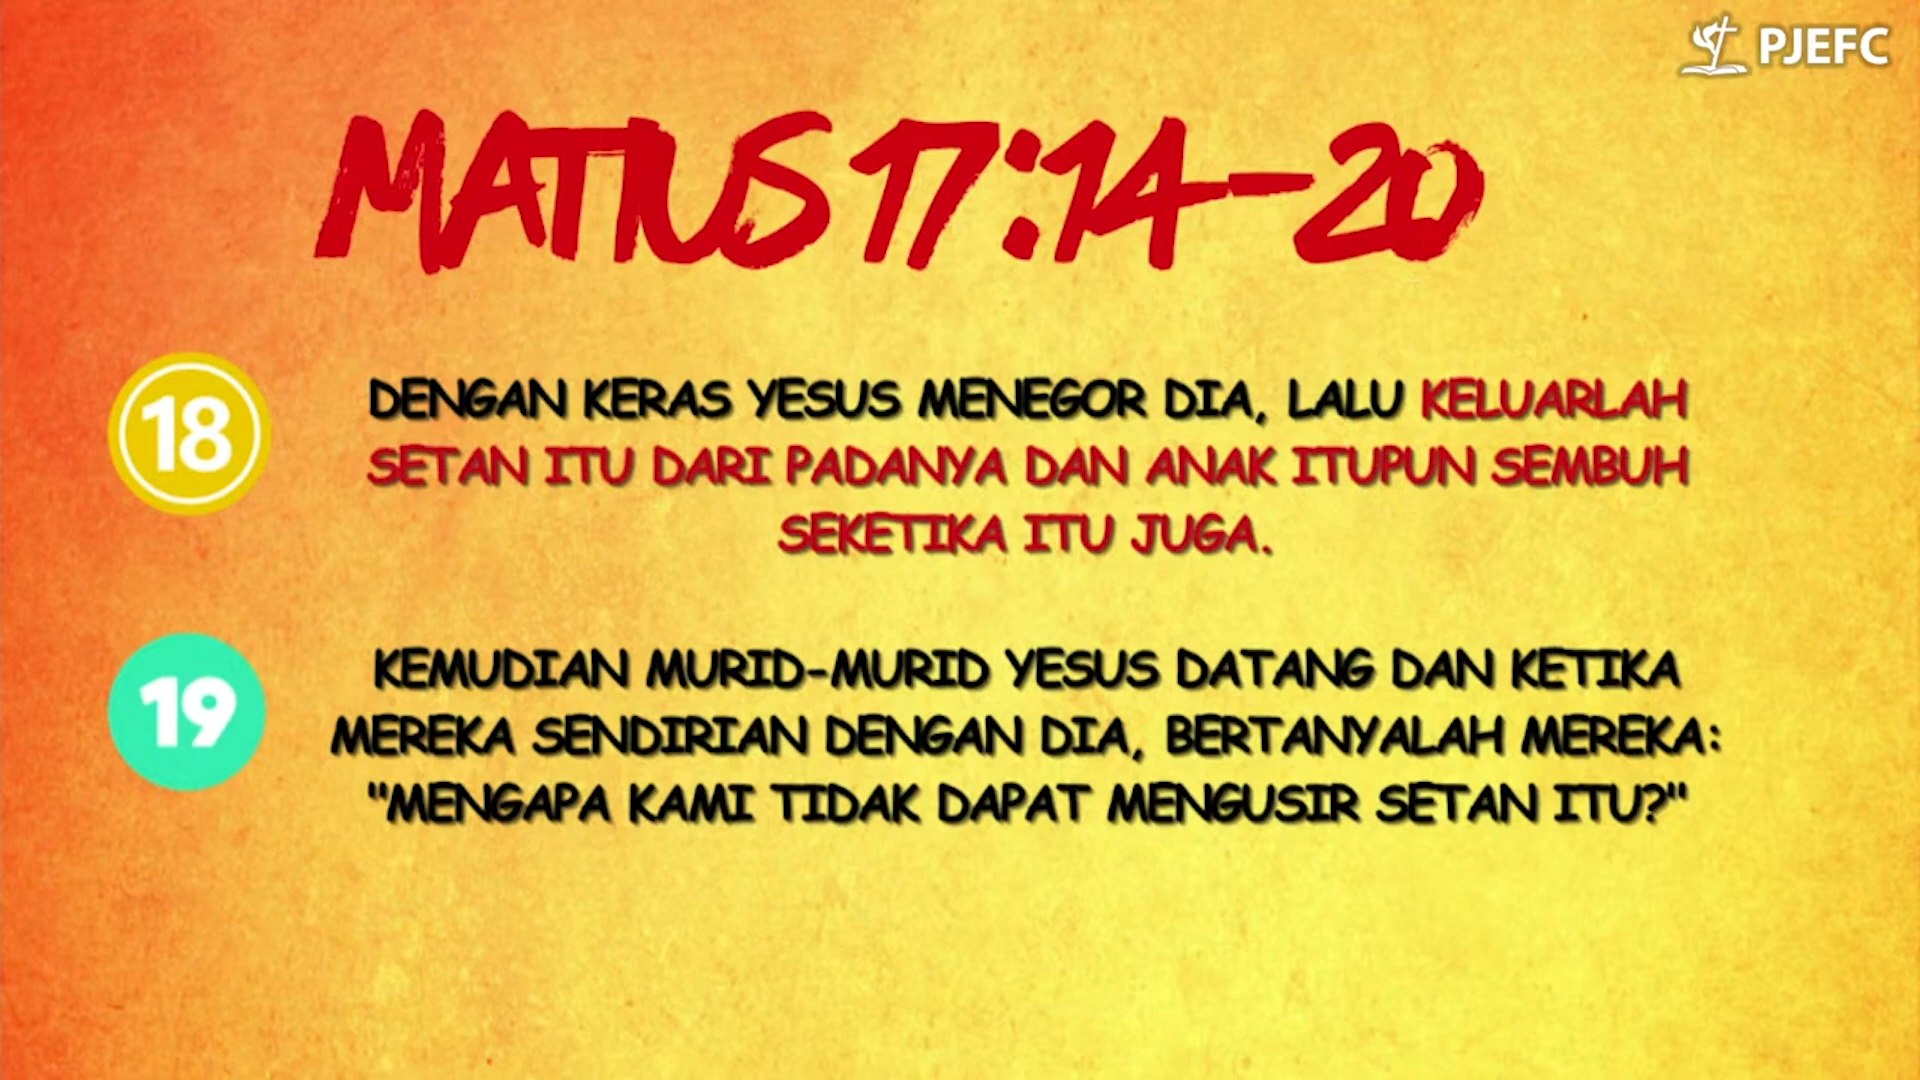 PJEFC
MATIUS 17:14-20
18
DENGAN KERAS YESUS MENEGOR DIA, LALU KELUARLAH
SETAN ITU DARI PADANYA DAN ANAK ITUPUN SEMBUH
SEKETIKA ITU JUGA.
19
KEMUDIAN MURID-MURID YESUS DATANG DAN KETIKA
MEREKA SENDIRIAN DENGAN DIA, BERTANYALAH MEREKA:
"MENGAPA KAMI TIDAK DAPAT MENGUSIR SETAN ITU?"